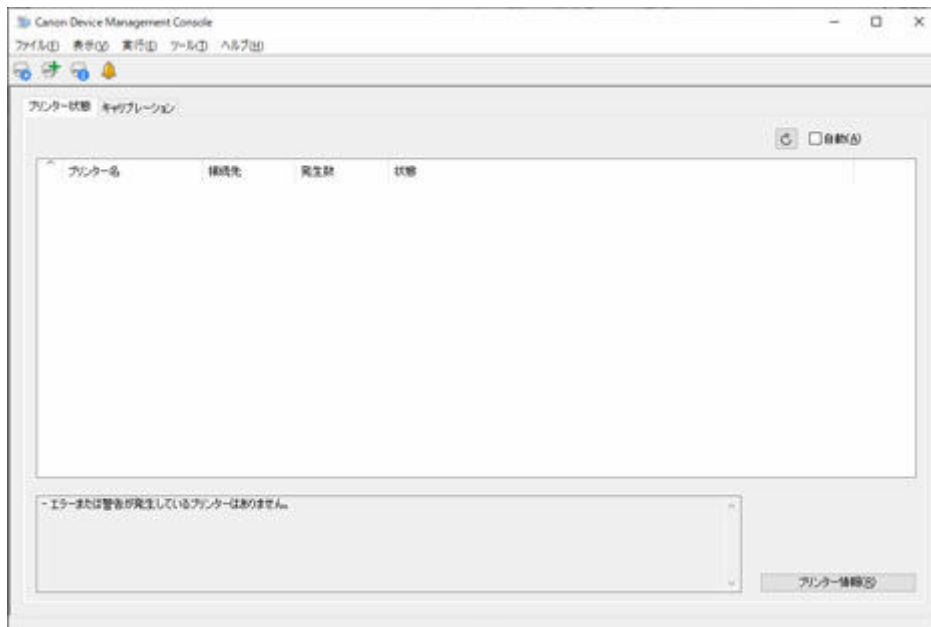 Canon Device Management Console
ファイル(F) 表示(V) 実行(E) ツール(T) ヘルプ(H)
プリンター状態 キャリブレーション
自動(A)
プリンター名 接続先 発生数 状態
- エラーまたは警告が発生しているプリンターはありません。
プリンター情報(R)